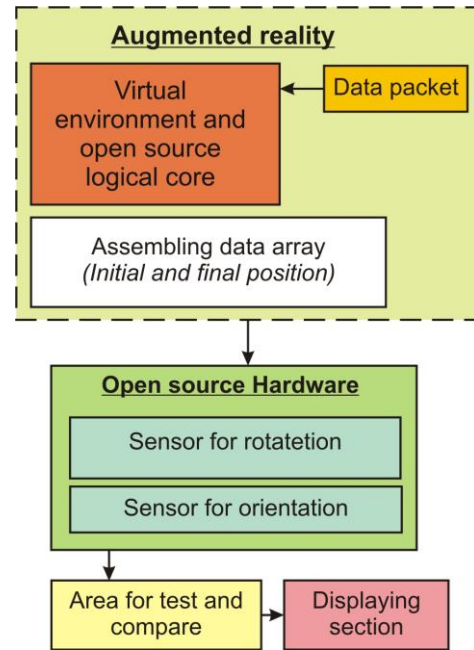 Augmented reality
Virtual
environment and
open source
logical core
Data packet
Assembling data array
(Initial and final position)
Open source Hardware
Sensor for rotatetion
Sensor for orientation
Area for test and
compare
Displaying
section